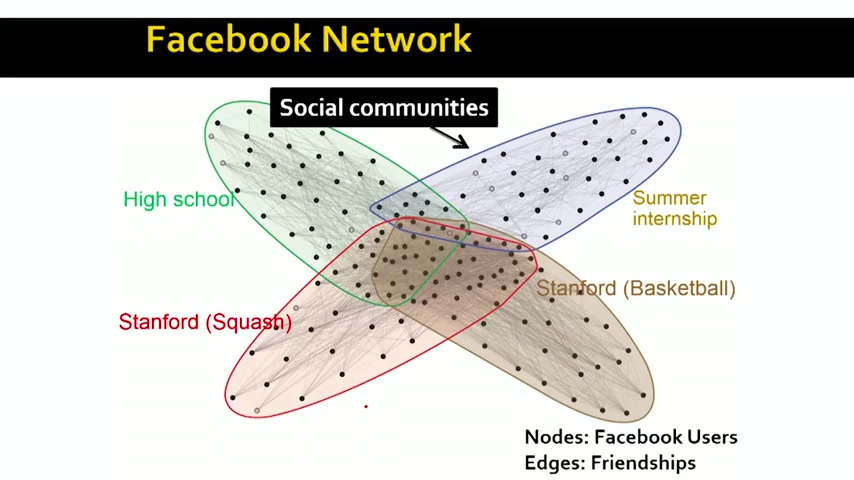 Facebook Network
Social communities
High school
Summer
internship
Stanford (Basketball)
Stanford (Squash)
Nodes: Facebook Users
Edges: Friendships